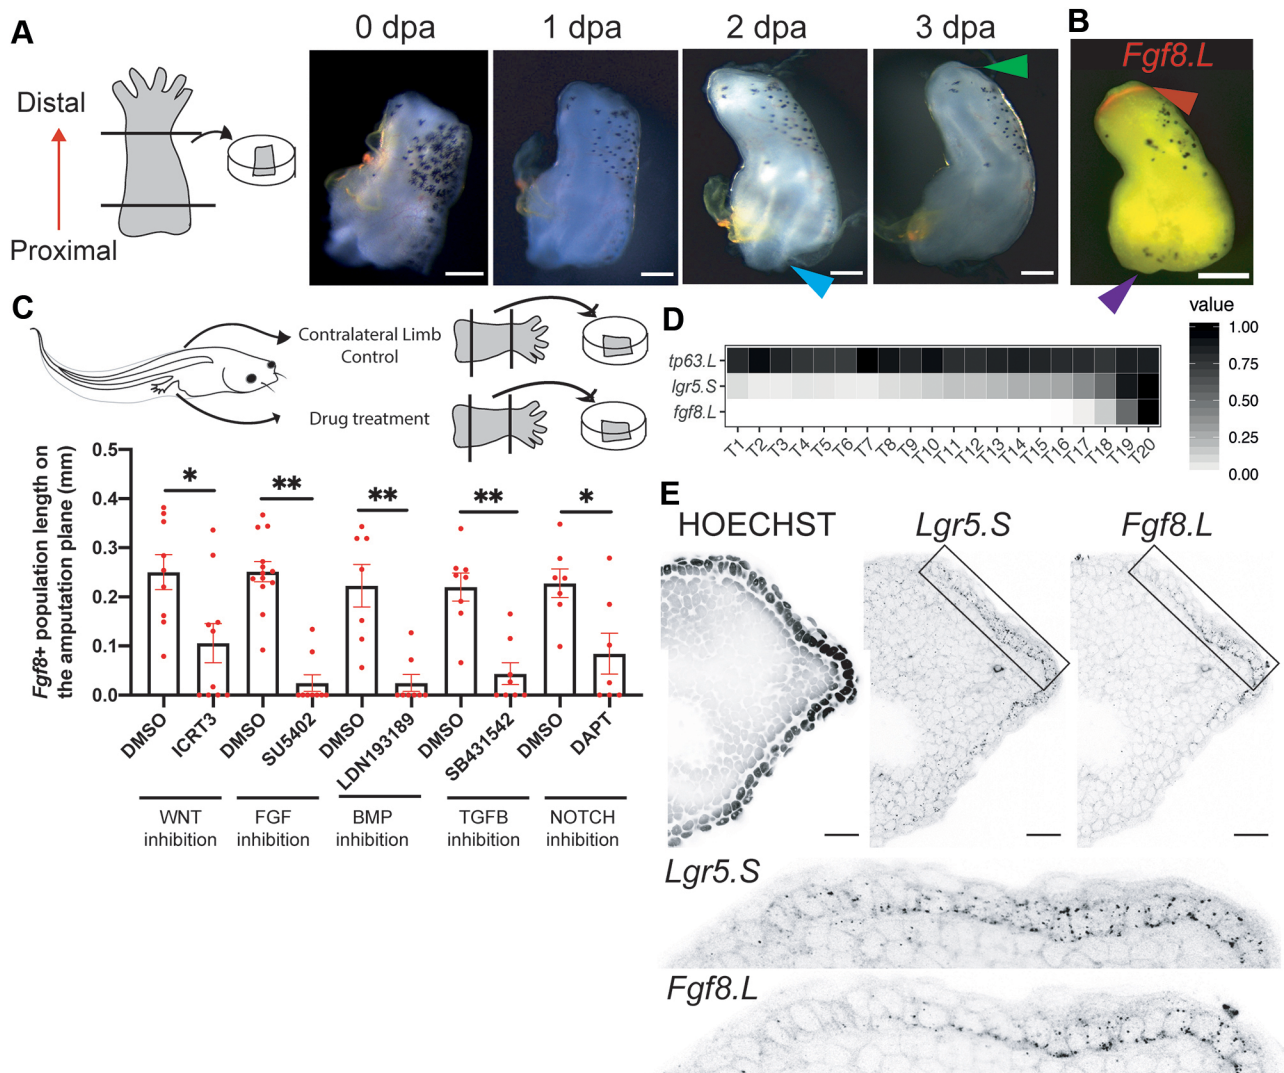 A
0 dpa
1 dpa
2 dpa
3 dpa
B
Fgf8.L
Distal
Proximal
C
Contralateral Limb
Control
Drug treatment
Fgf8+ population length on
the amputation plane (mm)
0.5
0.4
0.3
0.2
0.1
0.0
*
**
**
**
*
DMSO
ICRT3
DMSO
SU5402
DMSO
LDN193189
DMSO
SB431542
DMSO
DAPT
WNT
inhibition
FGF
inhibition
BMP
inhibition
TGFB
inhibition
NOTCH
inhibition
D
tp63.L
lgr5.S
fgf8.L
T1
T2
T3
T4
T5
T6
T7
T8
T9
T10
T11
T12
T13
T14
T15
T16
T17
T18
T19
T20
value
1.00
0.75
0.50
0.25
0.00
E
HOECHST
Lgr5.S
Fgf8.L
Lgr5.S
Fgf8.L